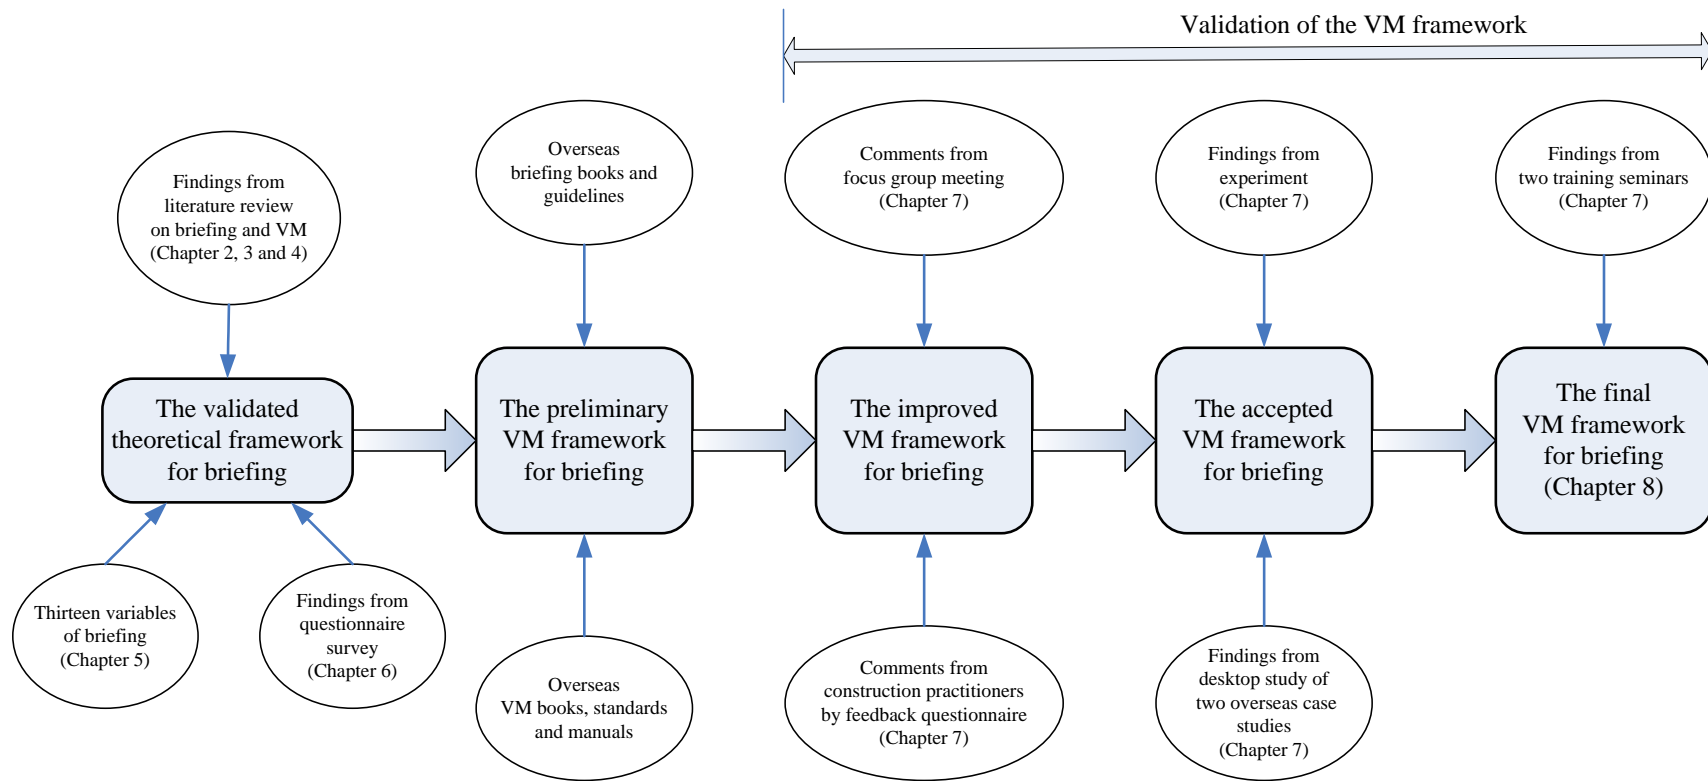 Validation of the VM framework
Findings from
literature review
on briefing and VM
(Chapter 2, 3 and 4)
Overseas
briefing books and
guidelines
Comments from
focus group meeting
(Chapter 7)
Findings from
experiment
(Chapter 7)
Findings from
two training seminars
(Chapter 7)
The validated
theoretical framework
for briefing
The preliminary
VM framework
for briefing
The improved
VM framework
for briefing
The accepted
VM framework
for briefing
The final
VM framework
for briefing
(Chapter 8)
Thirteen variables
of briefing
(Chapter 5)
Findings from
questionnaire
survey
(Chapter 6)
Overseas
VM books, standards
and manuals
Comments from
construction practitioners
by feedback questionnaire
(Chapter 7)
Findings from
desktop study of
two overseas case
studies
(Chapter 7)